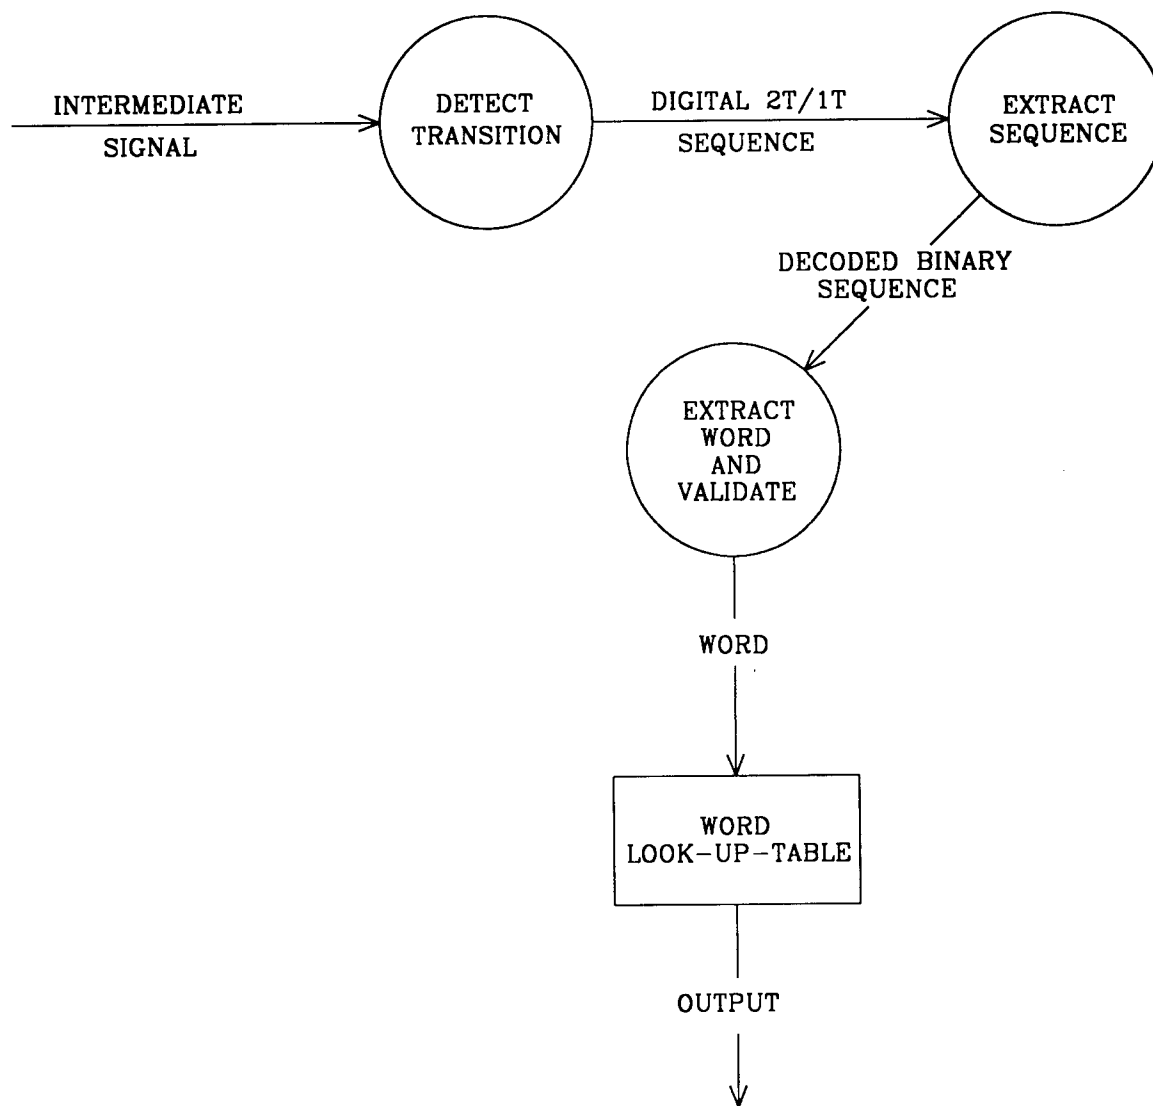 INTERMEDIATE
SIGNAL
DETECT
TRANSITION
DIGITAL 2T/1T
SEQUENCE
EXTRACT
SEQUENCE
DECODED BINARY
SEQUENCE
EXTRACT
WORD
AND
VALIDATE
WORD
WORD
LOOK-UP-TABLE
OUTPUT